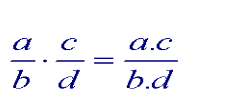 a/b · c/d = a.c/b.d